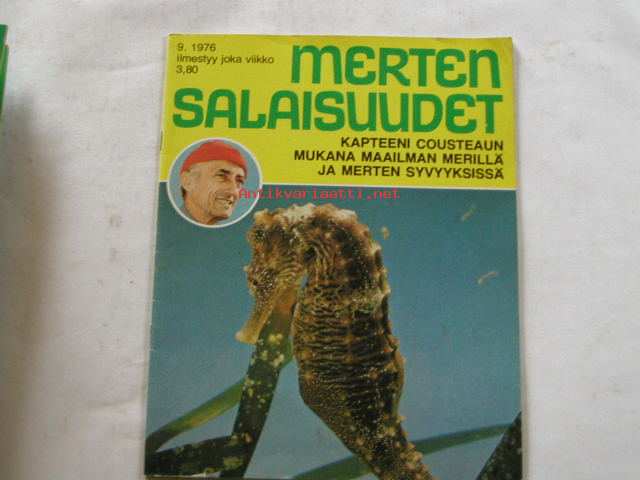 9. 1976
ilmestyy joka viikko
3,80
MERTEN
SALAISUUDET
KAPTEENI COUSTEAUN
MUKANA MAAILMAN MERILLÄ
JA MERTEN SYVYYKSISSÄ
Antikvariaatti.net